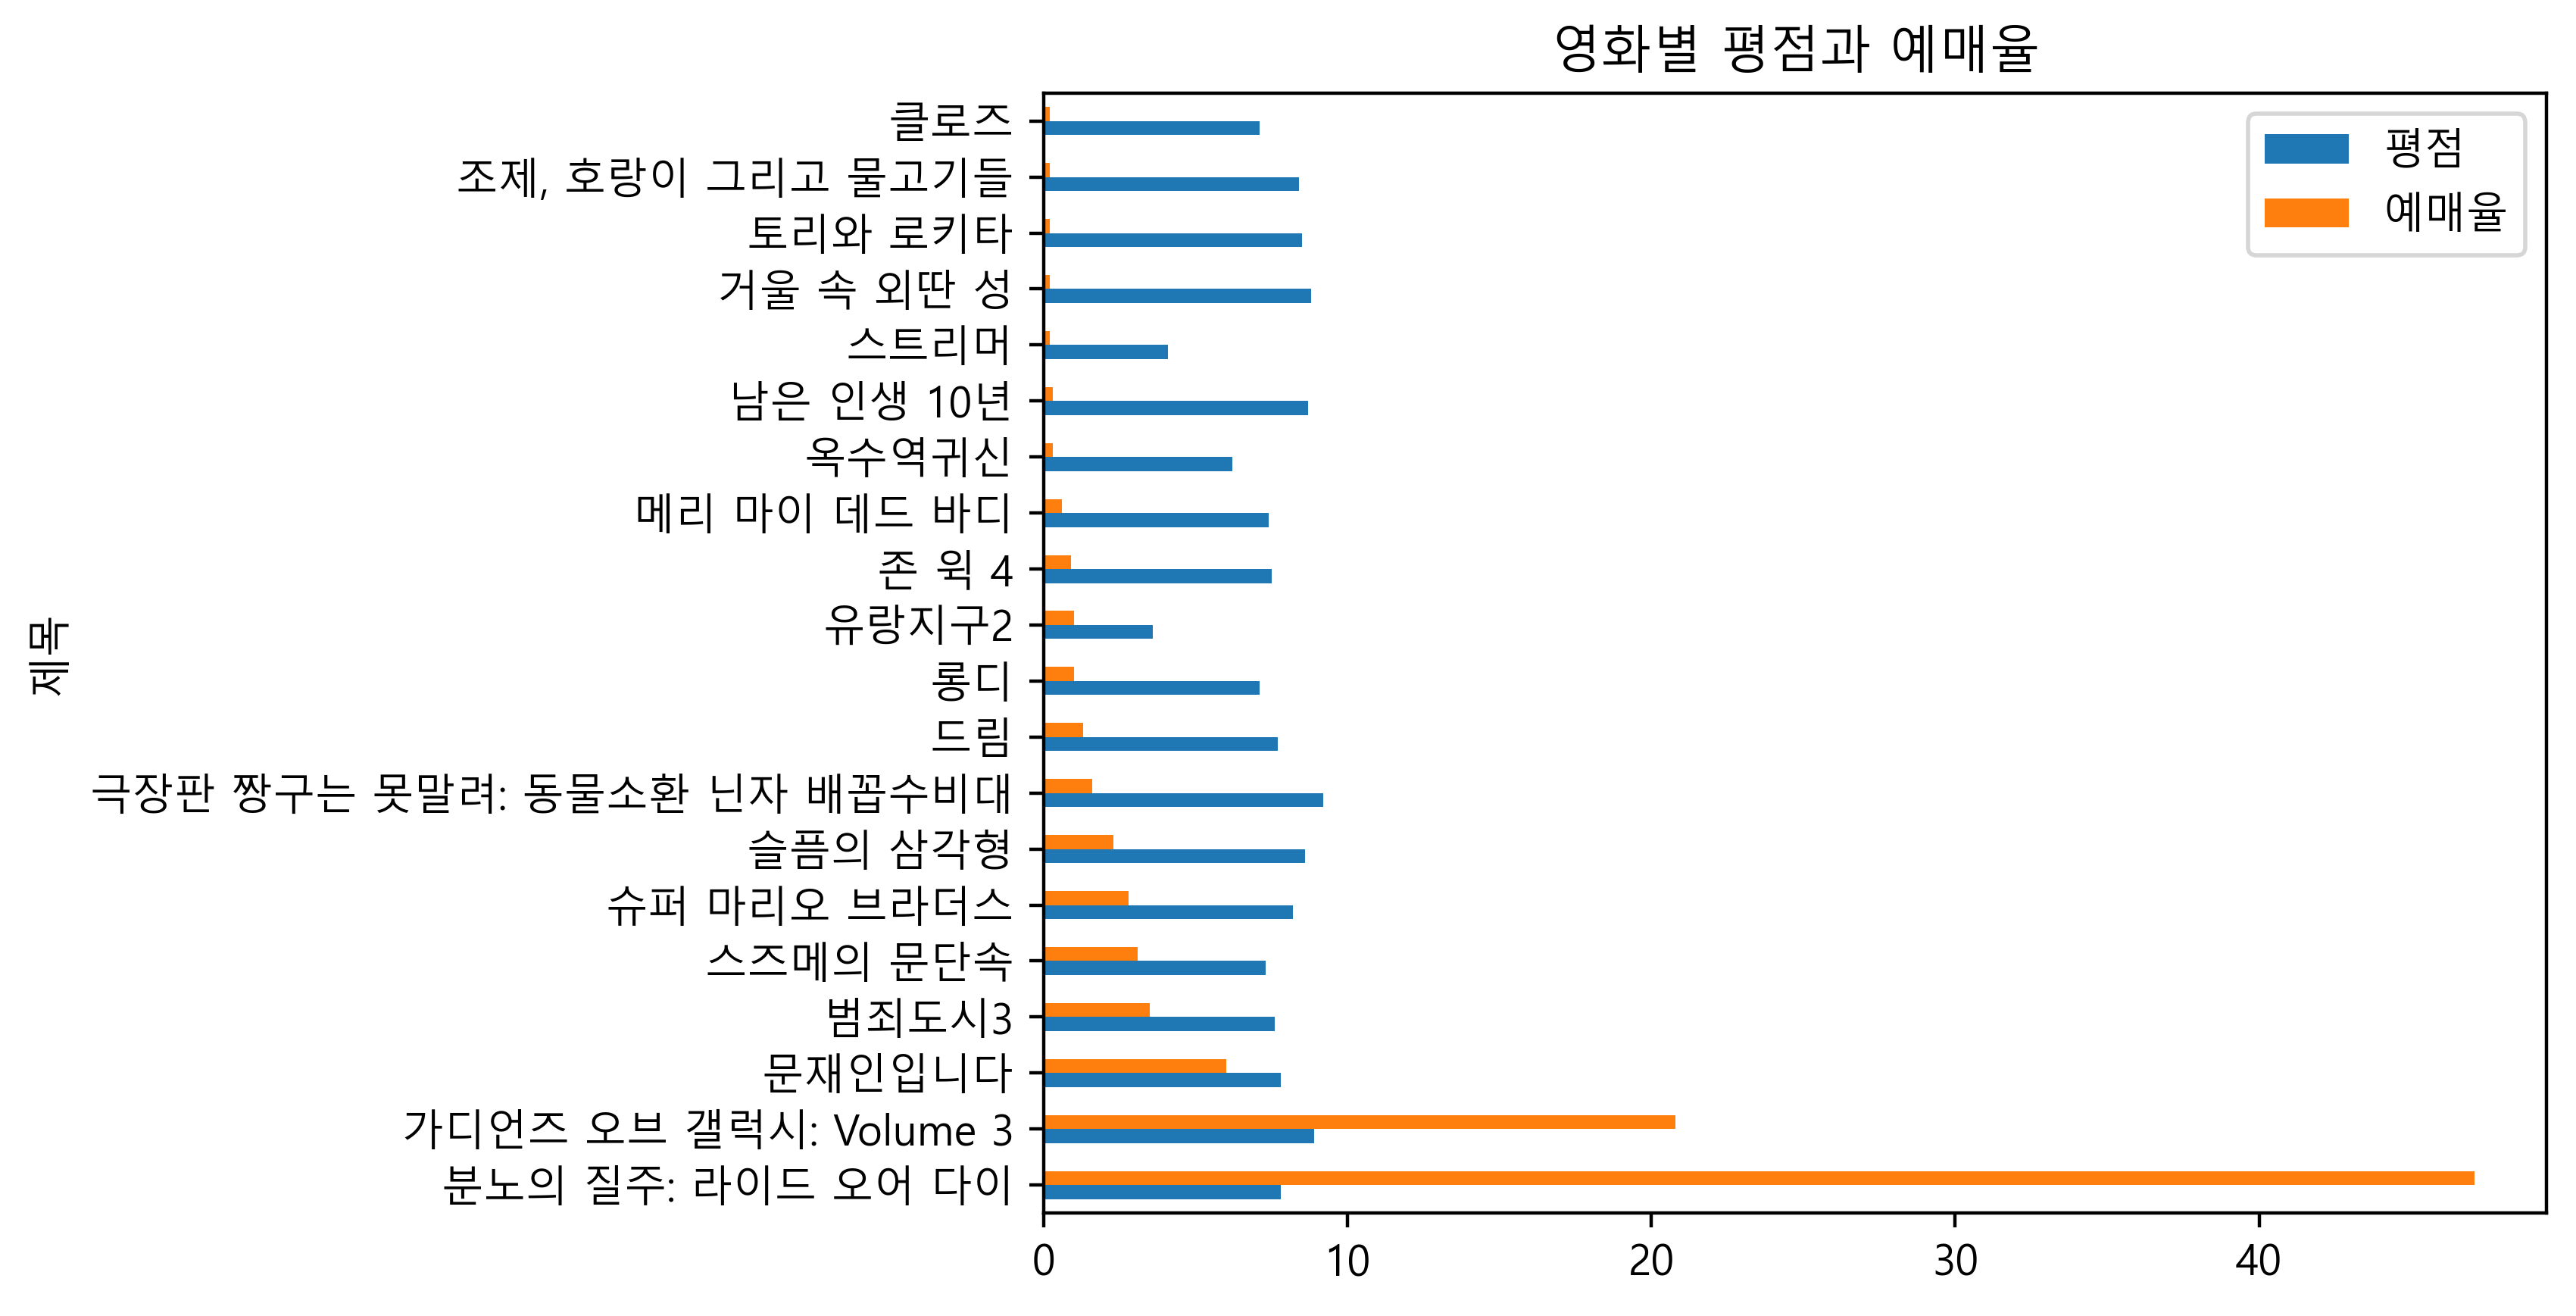 영화별 평점과 예매율
평점
예매율
클로즈
조제, 호랑이 그리고 물고기들
토리와 로키타
거울 속 외딴 성
스트리머
남은 인생 10년
옥수역귀신
메리 마이 데드 바디
존 윅 4
유랑지구2
롱디
드림
극장판 짱구는 못말려: 동물소환 닌자 배꼽수비대
슬픔의 삼각형
슈퍼 마리오 브라더스
스즈메의 문단속
범죄도시3
문재인입니다
가디언즈 오브 갤럭시: Volume 3
분노의 질주: 라이드 오어 다이
제목
0 10 20 30 40